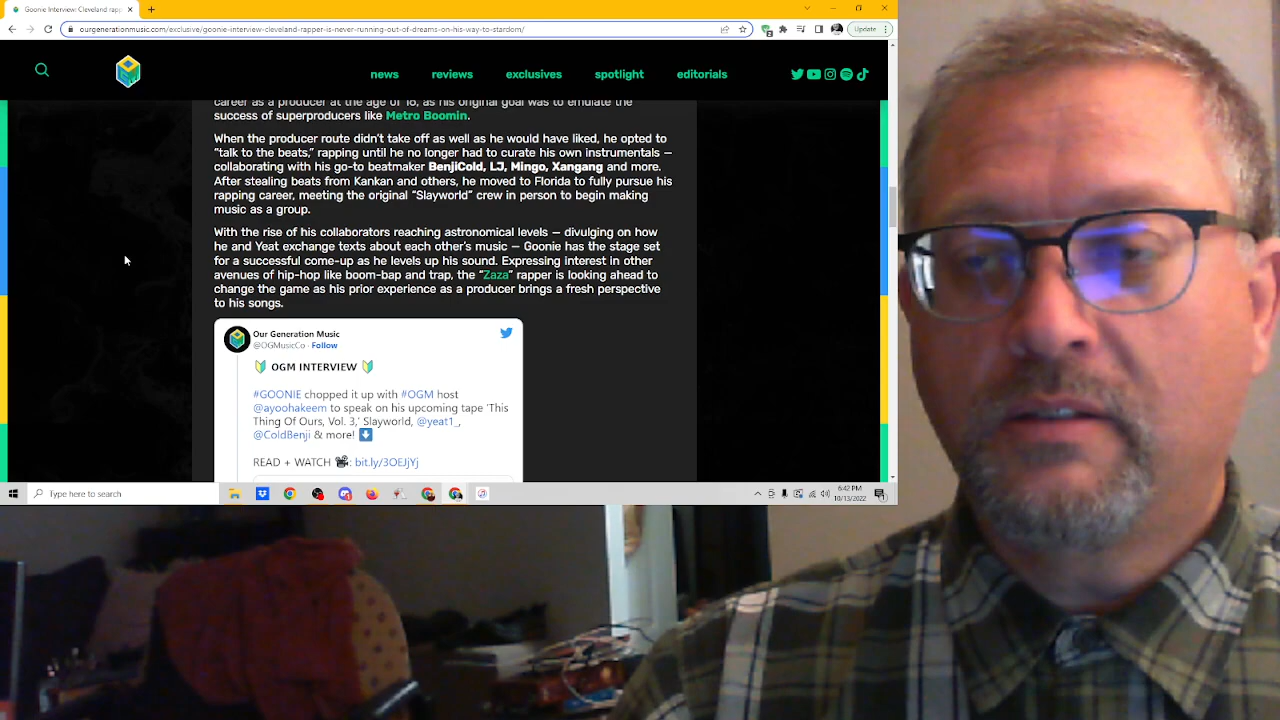 Goonie Interview: Cleveland rapp
ourgenerationmusic.com/exclusive/goonie-interview-cleveland-rapper-is-never-running-out-of-dreams-on-his-way-to-stardom/
Update
news reviews exclusives spotlight editorials
career as a producer at the age of 16, as his original goal was to emulate the
success of superproducers like Metro Boomin.
When the producer route didn't take off as well as he would have liked, he opted to
“talk to the beats,” rapping until he no longer had to curate his own instrumentals —
collaborating with his go-to beatmaker BenjiCold, LJ, Mingo, Xangang and more.
After stealing beats from Kankan and others, he moved to Florida to fully pursue his
rapping career, meeting the original “Slayworld” crew in person to begin making
music as a group.
With the rise of his collaborators reaching astronomical levels — divulging on how
he and Yeat exchange texts about each other's music — Goonie has the stage set
for a successful come-up as he levels up his sound. Expressing interest in other
avenues of hip-hop like boom-bap and trap, the “Zaza” rapper is looking ahead to
change the game as his prior experience as a producer brings a fresh perspective
to his songs.
Our Generation Music
@OGMusicCo · Follow
🔰 OGM INTERVIEW 🔰
#GOONIE chopped it up with #OGM host
@ayoohakeem to speak on his upcoming tape 'This
Thing Of Ours, Vol. 3,' Slayworld, @yeat1_,
@ColdBenji & more! ⬇️
READ + WATCH 🎥: bit.ly/3OEJjYj
Type here to search
6:42 PM
10/13/2022